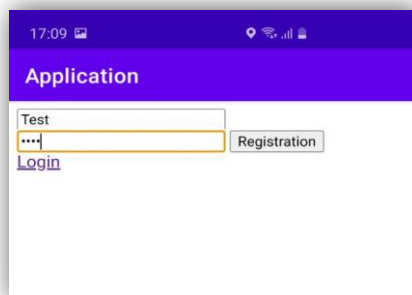 17:09
Application
Test
••••
Registration
Login